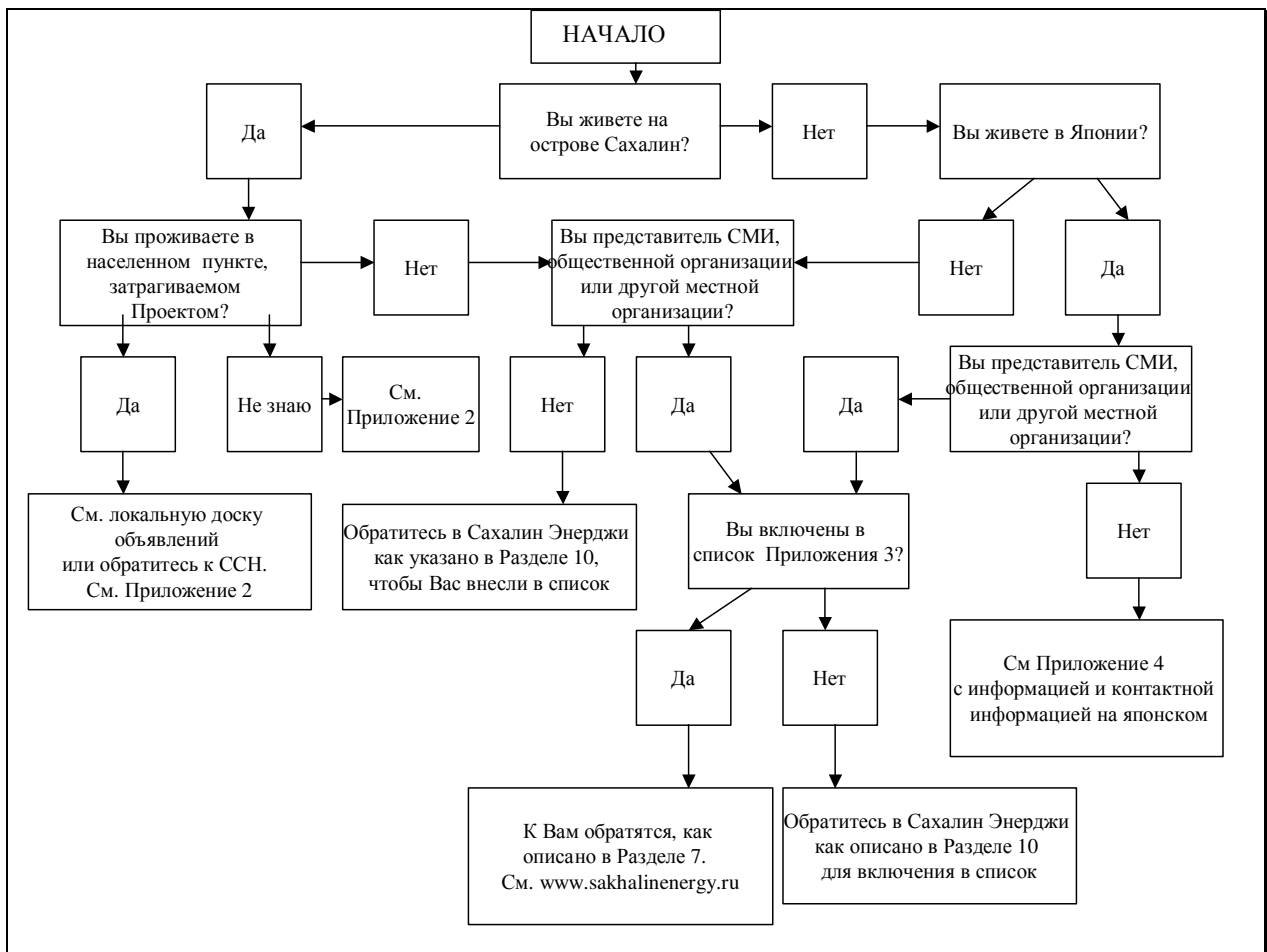 НАЧАЛО
Да
Вы живете на
острове Сахалин?
Нет
Вы живете в Японии?
Вы проживаете в
населенном пункте,
затрагиваемом
Проектом?
Нет
Вы представитель СМИ,
общественной организации
или другой местной
организации?
Нет
Да
Да
Не знаю
См.
Приложение 2
Нет
Да
Да
Вы представитель СМИ,
общественной организации
или другой местной
организации?
См. локальную доску
объявлений
или обратитесь к ССН.
См. Приложение 2
Обратитесь в Сахалин Энерджи
как указано в Разделе 10,
чтобы Вас внесли в список
Вы включены в
список Приложения 3?
Нет
Да
Нет
См Приложение 4
с информацией и контактной
информацией на японском
К Вам обратятся, как
описано в Разделе 7.
См. www.sakhalinenergy.ru
Обратитесь в Сахалин Энерджи
как описано в Разделе 10
для включения в список